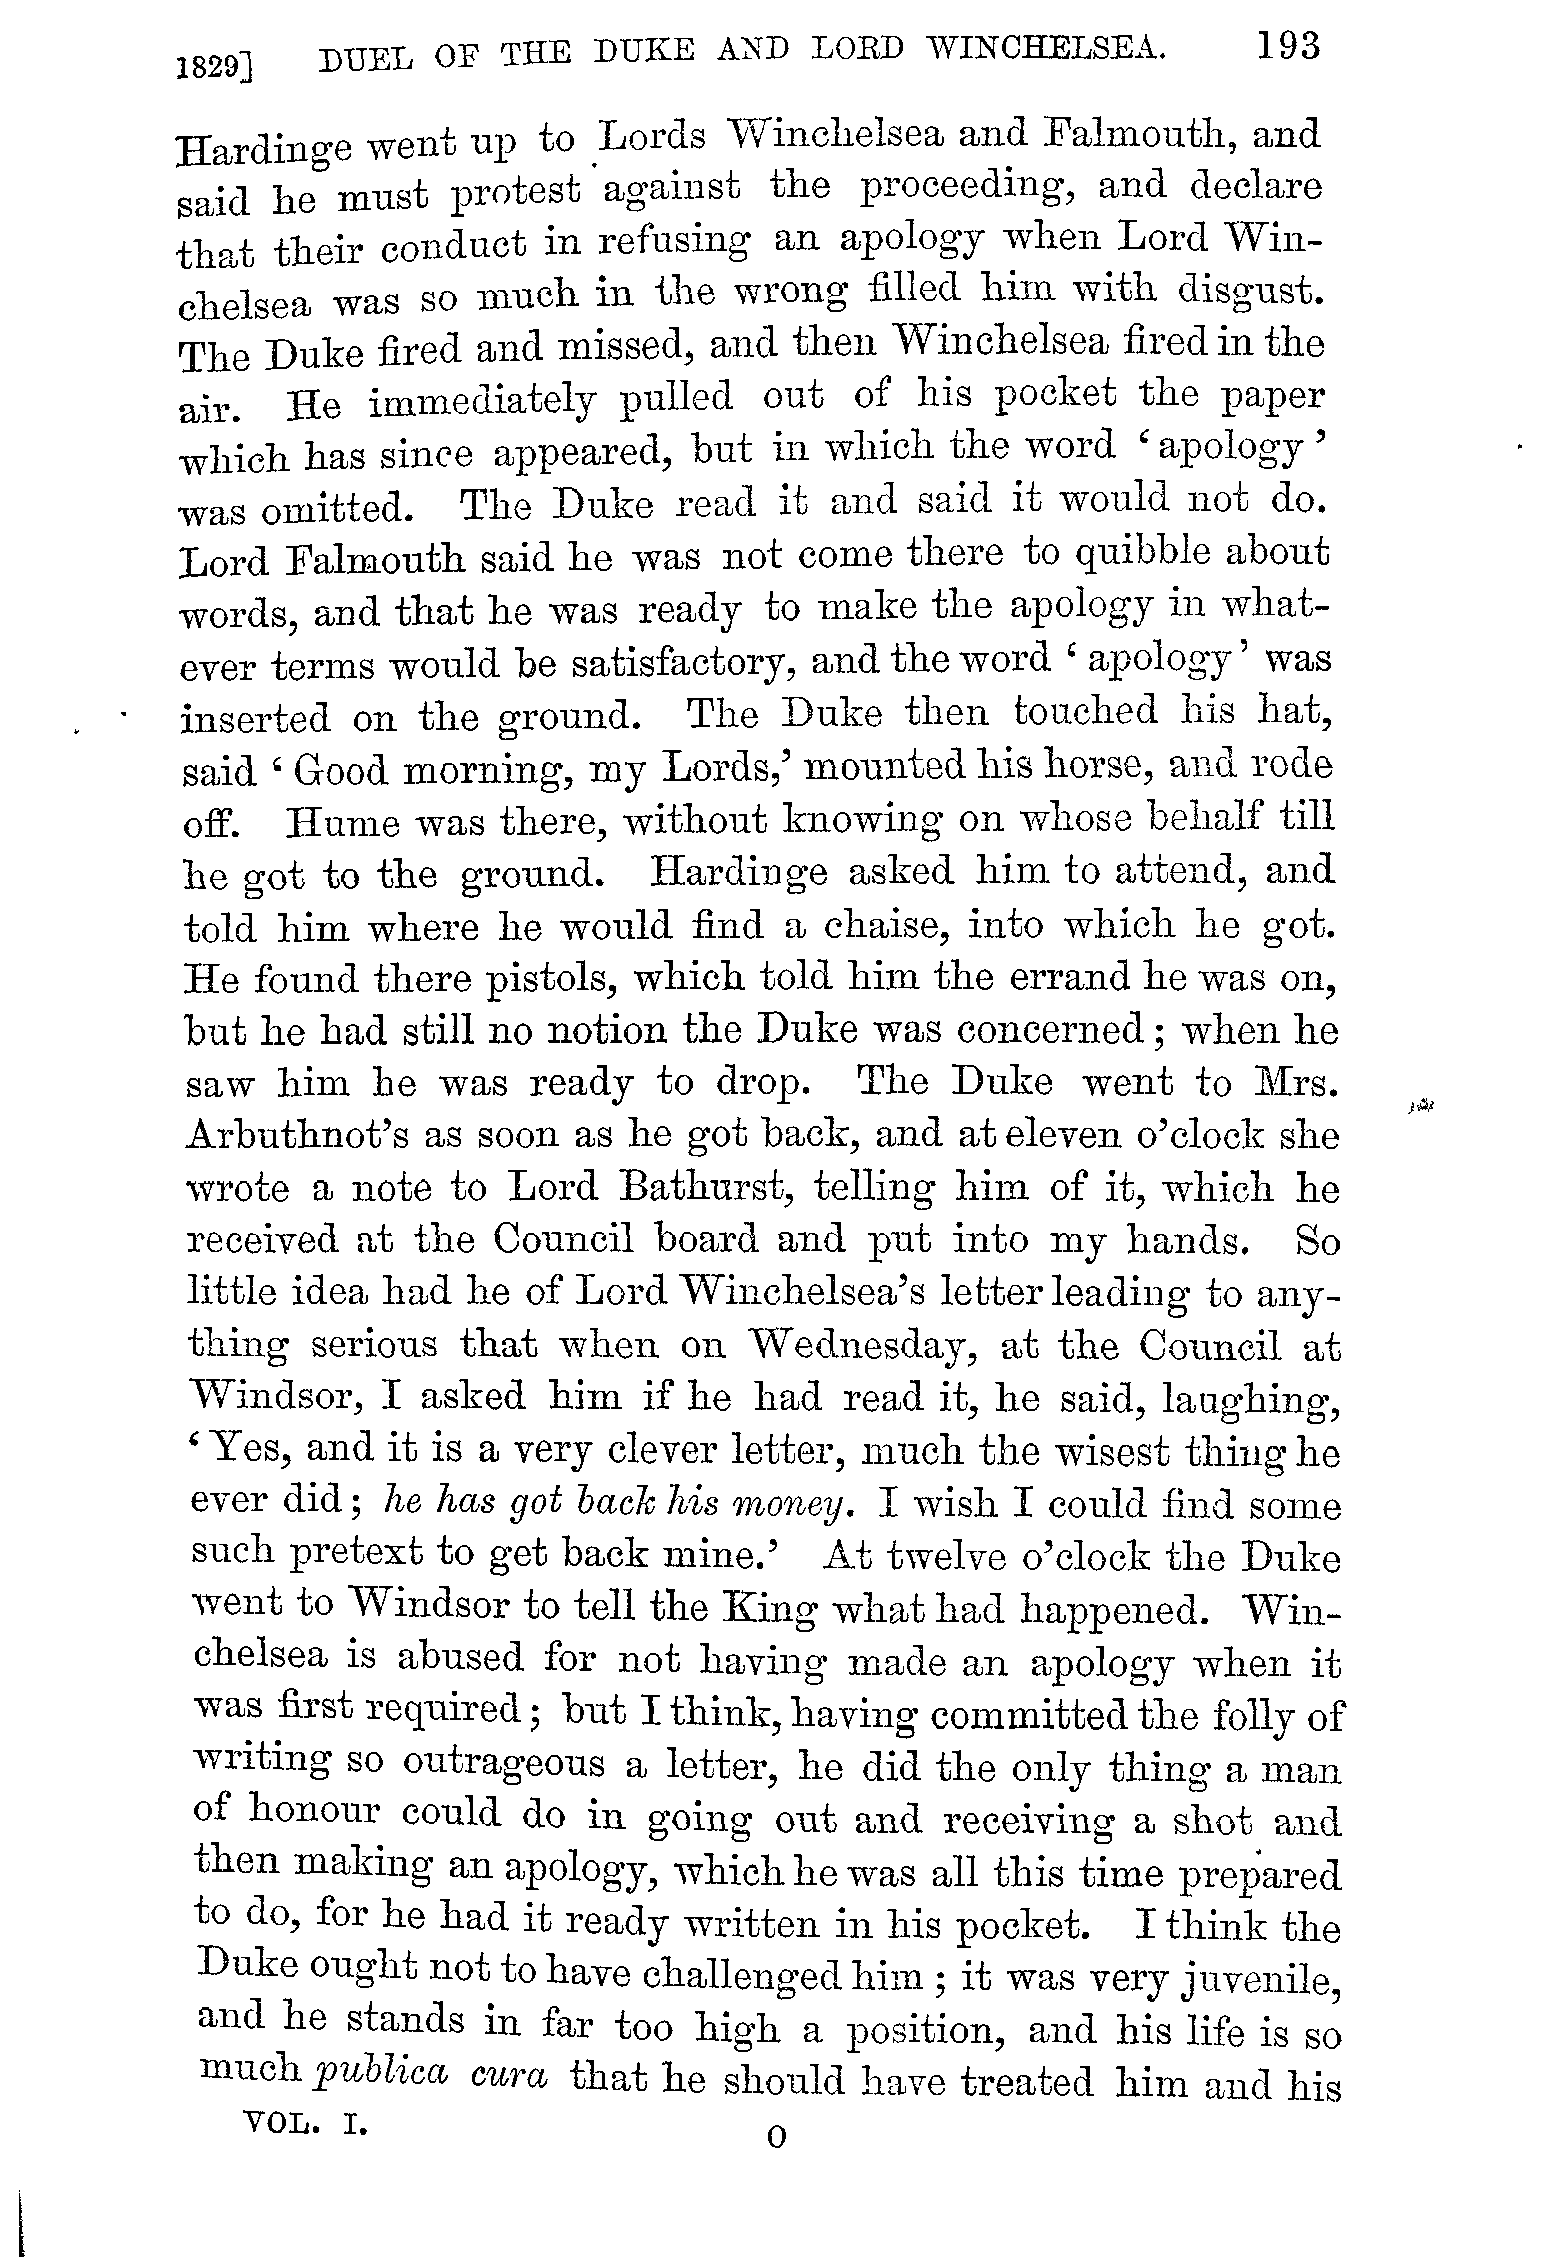 1829] DUEL OF THE DUKE AND LORD WINCHELSEA. 193
Hardinge went up to Lords Winchelsea and Falmouth, and
said he must protest against the proceeding, and declare
that their conduct in refusing an apology when Lord Win-
chelsea was so much in the wrong filled him with disgust.
The Duke fired and missed, and then Winchelsea fired in the
air. He immediately pulled out of his pocket the paper
which has since appeared, but in which the word ‘apology’
was omitted. The Duke read it and said it would not do.
Lord Falmouth said he was not come there to quibble about
words, and that he was ready to make the apology in what-
ever terms would be satisfactory, and the word ‘apology’ was
inserted on the ground. The Duke then touched his hat,
said ‘Good morning, my Lords,’ mounted his horse, and rode
off. Hume was there, without knowing on whose behalf till
he got to the ground. Hardinge asked him to attend, and
told him where he would find a chaise, into which he got.
He found there pistols, which told him the errand he was on,
but he had still no notion the Duke was concerned; when he
saw him he was ready to drop. The Duke went to Mrs.
Arbuthnot’s as soon as he got back, and at eleven o’clock she
wrote a note to Lord Bathurst, telling him of it, which he
received at the Council board and put into my hands. So
little idea had he of Lord Winchelsea’s letter leading to any-
thing serious that when on Wednesday, at the Council at
Windsor, I asked him if he had read it, he said, laughing,
‘Yes, and it is a very clever letter, much the wisest thing he
ever did; he has got back his money. I wish I could find some
such pretext to get back mine.’ At twelve o’clock the Duke
went to Windsor to tell the King what had happened. Win-
chelsea is abused for not having made an apology when it
was first required; but I think, having committed the folly of
writing so outrageous a letter, he did the only thing a man
of honour could do in going out and receiving a shot and
then making an apology, which he was all this time prepared
to do, for he had it ready written in his pocket. I think the
Duke ought not to have challenged him; it was very juvenile,
and he stands in far too high a position, and his life is so
much publica cura that he should have treated him and his
VOL. I. O